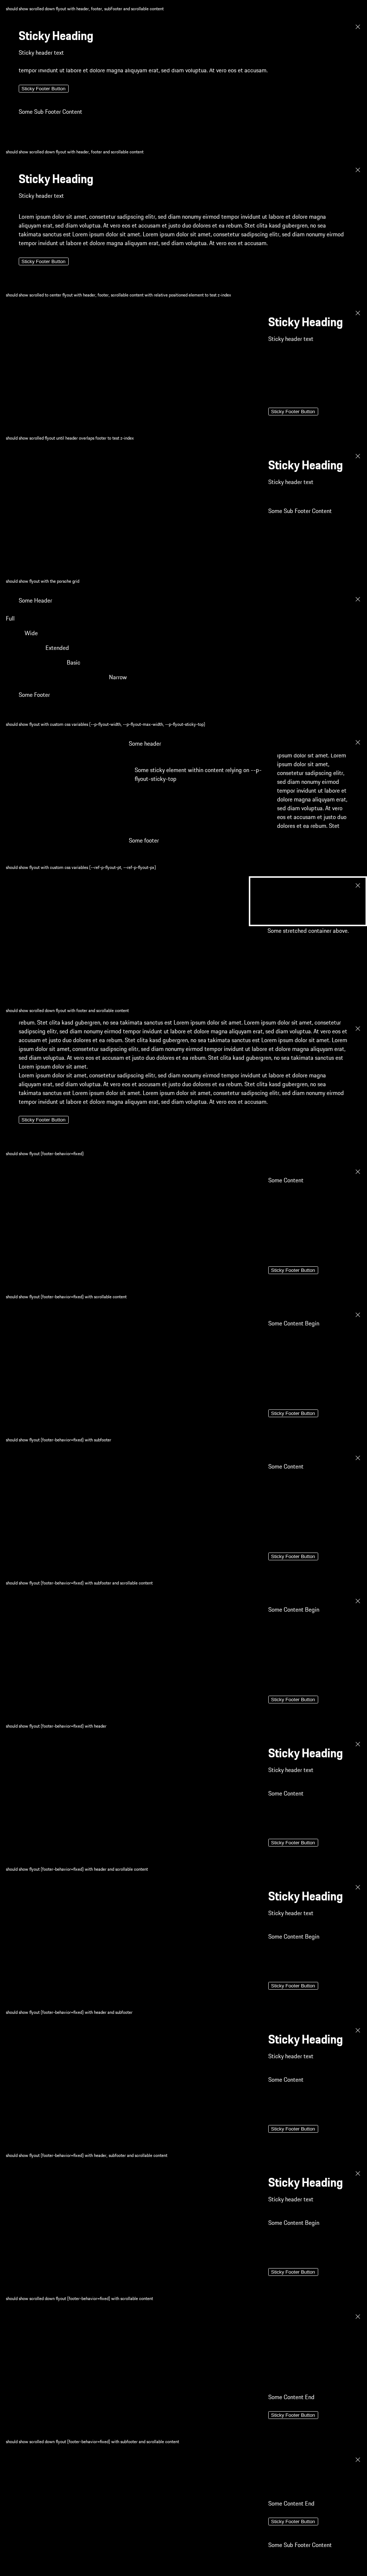 should show scrolled down flyout with header, footer, subFooter and scrollable content
Sticky Heading
Sticky header text
tempor invidunt ut labore et dolore magna aliquyam erat, sed diam voluptua. At vero eos et accusam.
Sticky Footer Button
Some Sub Footer Content
should show scrolled down flyout with header, footer and scrollable content
Sticky Heading
Sticky header text
Lorem ipsum dolor sit amet, consetetur sadipscing elitr, sed diam nonumy eirmod tempor invidunt ut labore et dolore magna
aliquyam erat, sed diam voluptua. At vero eos et accusam et justo duo dolores et ea rebum. Stet clita kasd gubergren, no sea
takimata sanctus est Lorem ipsum dolor sit amet. Lorem ipsum dolor sit amet, consetetur sadipscing elitr, sed diam nonumy eirmod
tempor invidunt ut labore et dolore magna aliquyam erat, sed diam voluptua. At vero eos et accusam.
Sticky Footer Button
should show scrolled to center flyout with header, footer, scrollable content with relative positioned element to test z-index
Sticky Heading
Sticky header text
Sticky Footer Button
should show scrolled flyout until header overlaps footer to test z-index
Sticky Heading
Sticky header text
Some Sub Footer Content
should show flyout with the porsche grid
Some Header
Full
Wide
Extended
Basic
Narrow
Some Footer
should show flyout with custom css variables [--p-flyout-width, --p-flyout-max-width, --p-flyout-sticky-top]
Some header
Some sticky element within content relying on --p-
flyout-sticky-top
ipsum dolor sit amet. Lorem
ipsum dolor sit amet,
consetetur sadipscing elitr,
sed diam nonumy eirmod
tempor invidunt ut labore et
dolore magna aliquyam erat,
sed diam voluptua. At vero
eos et accusam et justo duo
dolores et ea rebum. Stet
Some footer
should show flyout with custom css variables [--ref-p-flyout-pt, --ref-p-flyout-px]
Some stretched container above.
should show scrolled down flyout with footer and scrollable content
rebum. Stet clita kasd gubergren, no sea takimata sanctus est Lorem ipsum dolor sit amet. Lorem ipsum dolor sit amet, consetetur
sadipscing elitr, sed diam nonumy eirmod tempor invidunt ut labore et dolore magna aliquyam erat, sed diam voluptua. At vero eos et
accusam et justo duo dolores et ea rebum. Stet clita kasd gubergren, no sea takimata sanctus est Lorem ipsum dolor sit amet. Lorem
ipsum dolor sit amet, consetetur sadipscing elitr, sed diam nonumy eirmod tempor invidunt ut labore et dolore magna aliquyam erat,
sed diam voluptua. At vero eos et accusam et justo duo dolores et ea rebum. Stet clita kasd gubergren, no sea takimata sanctus est
Lorem ipsum dolor sit amet.
Lorem ipsum dolor sit amet, consetetur sadipscing elitr, sed diam nonumy eirmod tempor invidunt ut labore et dolore magna
aliquyam erat, sed diam voluptua. At vero eos et accusam et justo duo dolores et ea rebum. Stet clita kasd gubergren, no sea
takimata sanctus est Lorem ipsum dolor sit amet. Lorem ipsum dolor sit amet, consetetur sadipscing elitr, sed diam nonumy eirmod
tempor invidunt ut labore et dolore magna aliquyam erat, sed diam voluptua. At vero eos et accusam.
Sticky Footer Button
should show flyout [footer-behavior=fixed]
Some Content
Sticky Footer Button
should show flyout [footer-behavior=fixed] with scrollable content
Some Content Begin
Sticky Footer Button
should show flyout [footer-behavior=fixed] with subfooter
Some Content
Sticky Footer Button
should show flyout [footer-behavior=fixed] with subfooter and scrollable content
Some Content Begin
Sticky Footer Button
should show flyout [footer-behavior=fixed] with header
Sticky Heading
Sticky header text
Some Content
Sticky Footer Button
should show flyout [footer-behavior=fixed] with header and scrollable content
Sticky Heading
Sticky header text
Some Content Begin
Sticky Footer Button
should show flyout [footer-behavior=fixed] with header and subfooter
Sticky Heading
Sticky header text
Some Content
Sticky Footer Button
should show flyout [footer-behavior=fixed] with header, subfooter and scrollable content
Sticky Heading
Sticky header text
Some Content Begin
Sticky Footer Button
should show scrolled down flyout [footer-behavior=fixed] with scrollable content
Some Content End
Sticky Footer Button
should show scrolled down flyout [footer-behavior=fixed] with subfooter and scrollable content
Some Content End
Sticky Footer Button
Some Sub Footer Content